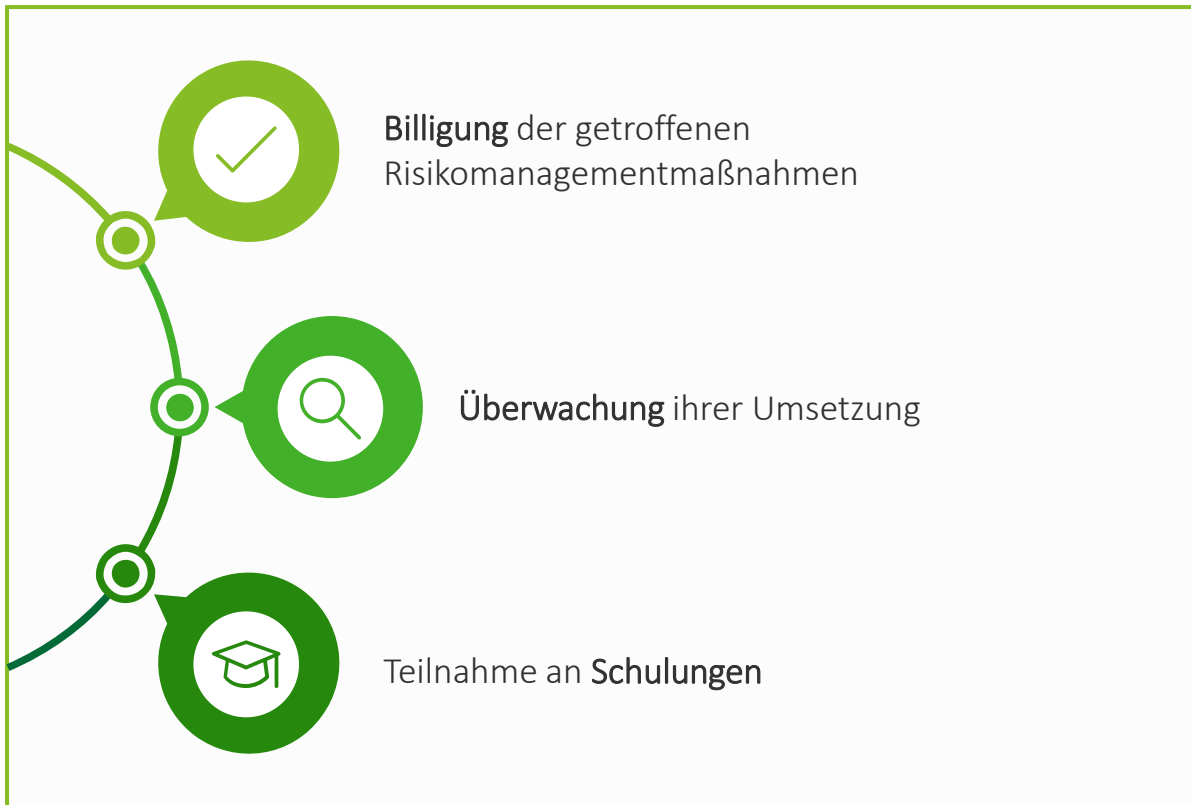 Billigung der getroffenen
Risikomanagementmaßnahmen
Überwachung ihrer Umsetzung
Teilnahme an Schulungen